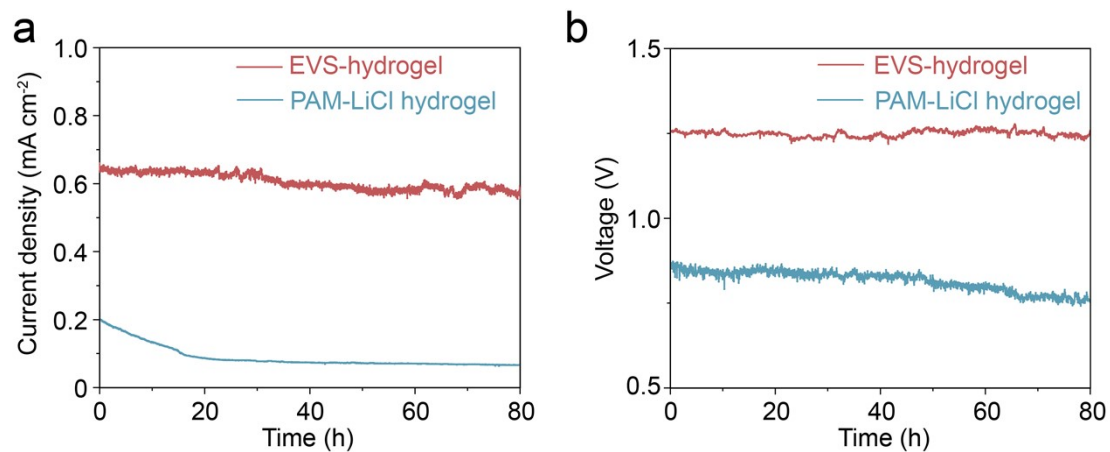 a
Current density (mA cm⁻²)
1.0
0.8
0.6
0.4
0.2
0
0 20 40 60 80
Time (h)
EVS-hydrogel
PAM-LiCl hydrogel
b
Voltage (V)
1.5
1.0
0.5
0 20 40 60 80
Time (h)
EVS-hydrogel
PAM-LiCl hydrogel